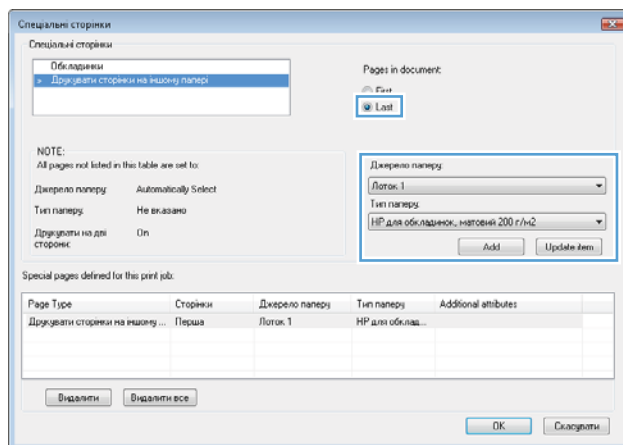 Спеціальні сторінки
Спеціальні сторінки
Обкладинки
» Друкувати сторінки на іншому папері
Pages in document:
First
Last
NOTE:
All pages not listed in this table are set to:
Джерело паперу: Automatically Select
Тип паперу: Не вказано
Друкувати на дві On
сторони:
Джерело паперу:
Лоток 1
Тип паперу:
HP для обкладинок, матовий 200 г/м2
Add Update item
Special pages defined for this print job:
Page Type Сторінки Джерело паперу Тип паперу Additional attributes
Друкувати сторінки на іншому ... Перша Лоток 1 HP для обклад...
Видалити Видалити все
OK Скасувати